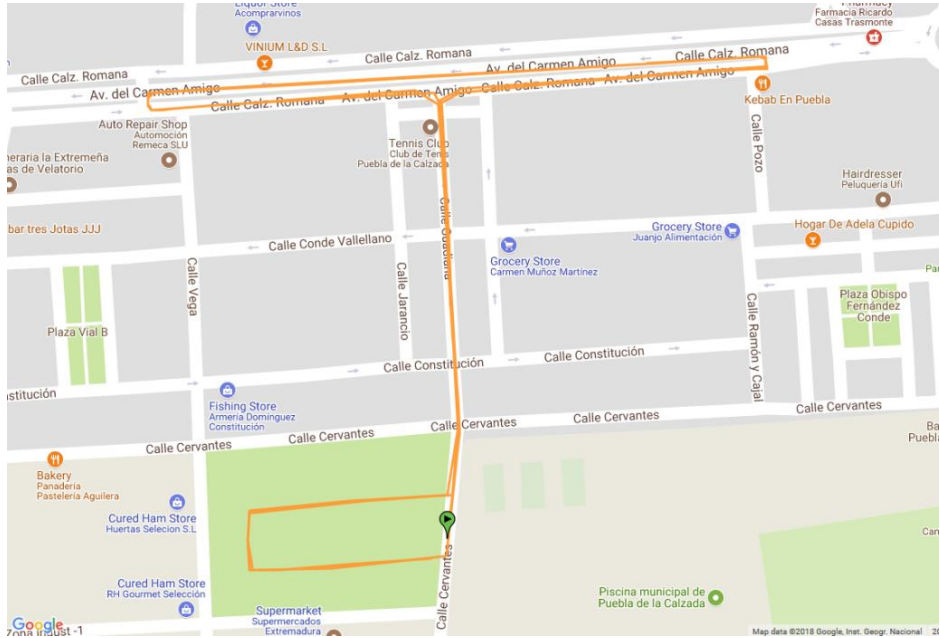 Liquor Store
Acomprarvinos
VINIUM L&D S.L
Pharmacy
Farmacia Ricardo
Casas Trasmonte
Calle Calz. Romana
Calle Calz. Romana
Calle Calz. Romana
Av. del Carmen Amigo
Av. del Carmen Amigo
Calle Calz. Romana
Av. del Carmen Amigo
Calle Calz. Romana
Av. del Carmen Amigo
Kebab En Puebla
Auto Repair Shop
Automoción
Remeca SLU
Tennis Club
Club de Tenis
Puebla de la Calzada
Calle Pozo
neraria la Extremeña
as de Velatorio
Hairdresser
Peluquería Ufi
bar tres Jotas JJJ
Calle Conde Vallellano
Grocery Store
Juanjo Alimentación
Hogar De Adela Cupido
Grocery Store
Carmen Muñoz Martínez
Calle Vega
Calle Jarancio
Plaza Vial B
Plaza Obispo
Fernández
Conde
Calle Ramón y Cajal
Calle Constitución
Calle Constitución
stitución
Fishing Store
Armería Domínguez
Constitución
Calle Cervantes
Calle Cervantes
Calle Cervantes
Calle Cervantes
Bakery
Panadería
Pastelería Aguilera
Cured Ham Store
Huertas Selecion S.L
Calle Cervantes
Cured Ham Store
RH Gourmet Selección
Piscina municipal de
Puebla de la Calzada
Supermarket
Supermercados
Extremadura
Google
Map data ©2018 Google, Inst. Geogr. Nacional